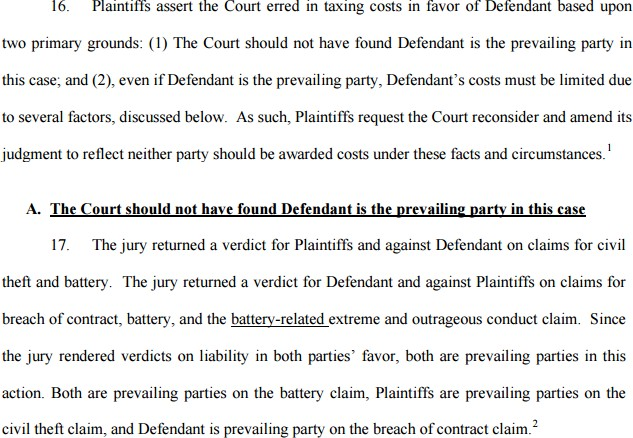 16. Plaintiffs assert the Court erred in taxing costs in favor of Defendant based upon
two primary grounds: (1) The Court should not have found Defendant is the prevailing party in
this case; and (2), even if Defendant is the prevailing party, Defendant’s costs must be limited due
to several factors, discussed below.  As such, Plaintiffs request the Court reconsider and amend its
judgment to reflect neither party should be awarded costs under these facts and circumstances.1
A. The Court should not have found Defendant is the prevailing party in this case
17. The jury returned a verdict for Plaintiffs and against Defendant on claims for civil
theft and battery.  The jury returned a verdict for Defendant and against Plaintiffs on claims for
breach of contract, battery, and the battery-related extreme and outrageous conduct claim.  Since
the jury rendered verdicts on liability in both parties’ favor, both are prevailing parties in this
action. Both are prevailing parties on the battery claim, Plaintiffs are prevailing parties on the
civil theft claim, and Defendant is prevailing party on the breach of contract claim.2